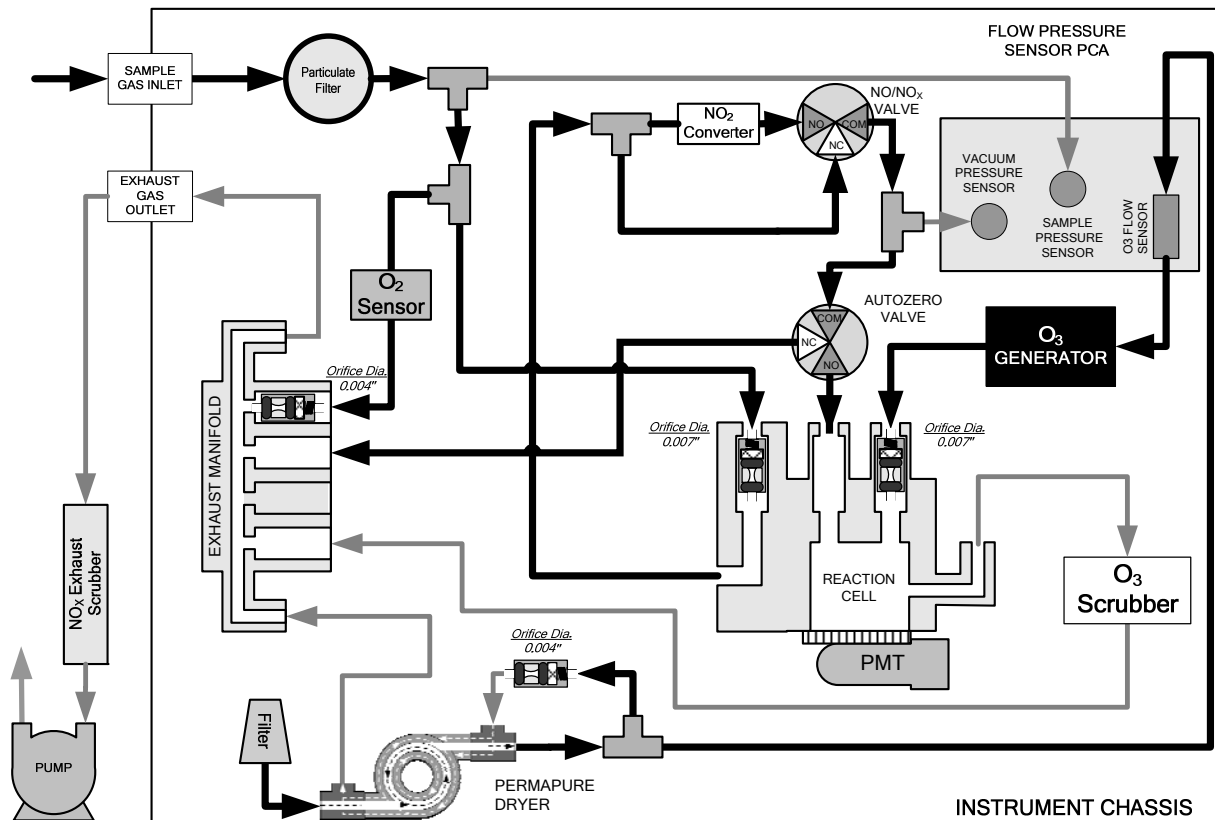 FLOW PRESSURE
SENSOR PCA
SAMPLE
GAS INLET
Particulate
Filter
NO/NOX
VALVE
NO2
Converter
NO
COM
NC
EXHAUST
GAS
OUTLET
VACUUM
PRESSURE
SENSOR
SAMPLE
PRESSURE
SENSOR
O3 FLOW
SENSOR
O2
Sensor
AUTOZERO
VALVE
COM
NC
NO
O3
GENERATOR
Orifice Dia.
0.004"
Orifice Dia.
0.007"
Orifice Dia.
0.007"
EXHAUST MANIFOLD
NOX Exhaust
Scrubber
REACTION
CELL
O3
Scrubber
Orifice Dia.
0.004"
PMT
Filter
PUMP
PERMAPURE
DRYER
INSTRUMENT CHASSIS